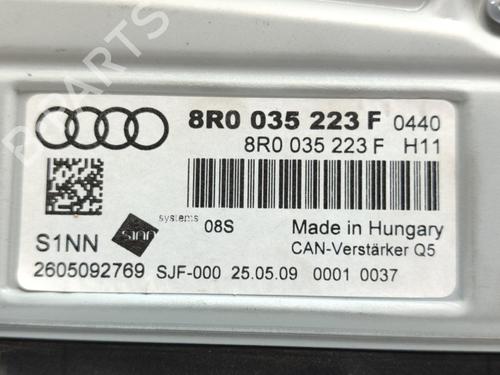 8R0 035 223 F 0440
8R0 035 223 F H11
systems 08S
S1NN S1NN
Made in Hungary
CAN-Verstärker Q5
2605092769 SJF-000 25.05.09 0001 0037